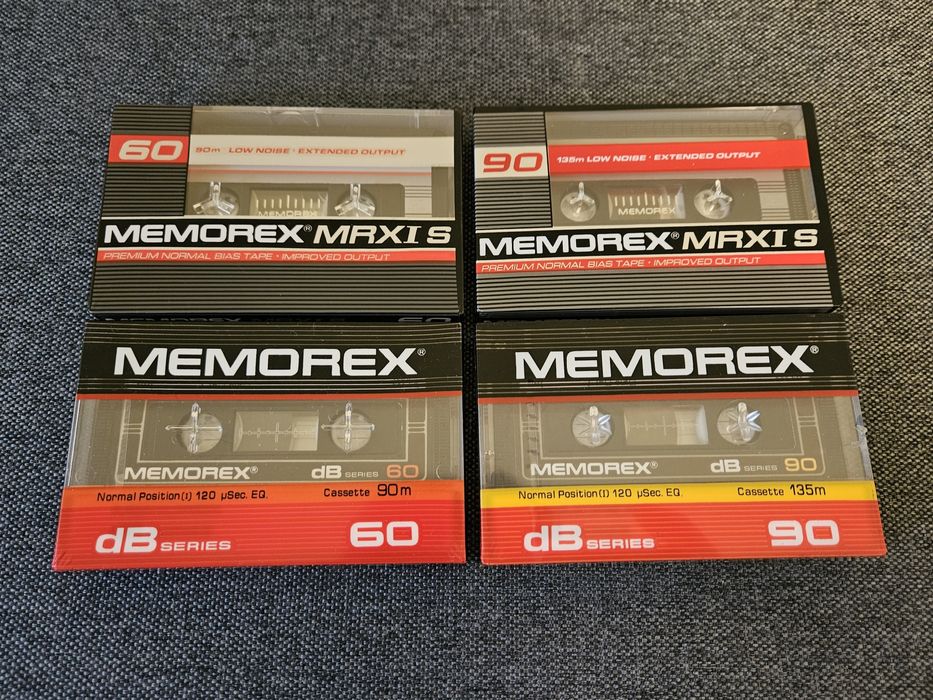 60
90m LOW NOISE · EXTENDED OUTPUT
MEMOREX
MEMOREX® MRXI S
PREMIUM NORMAL BIAS TAPE · IMPROVED OUTPUT
90
135m LOW NOISE · EXTENDED OUTPUT
MEMOREX
MEMOREX® MRXI S
PREMIUM NORMAL BIAS TAPE · IMPROVED OUTPUT
60
MEMOREX®
MEMOREX® dB SERIES 60
Normal Position(I) 120 µSec. EQ. Cassette 90m
dB SERIES 60
MEMOREX®
MEMOREX® dB SERIES 90
Normal Position(I) 120 µSec. EQ. Cassette 135m
dB SERIES 90